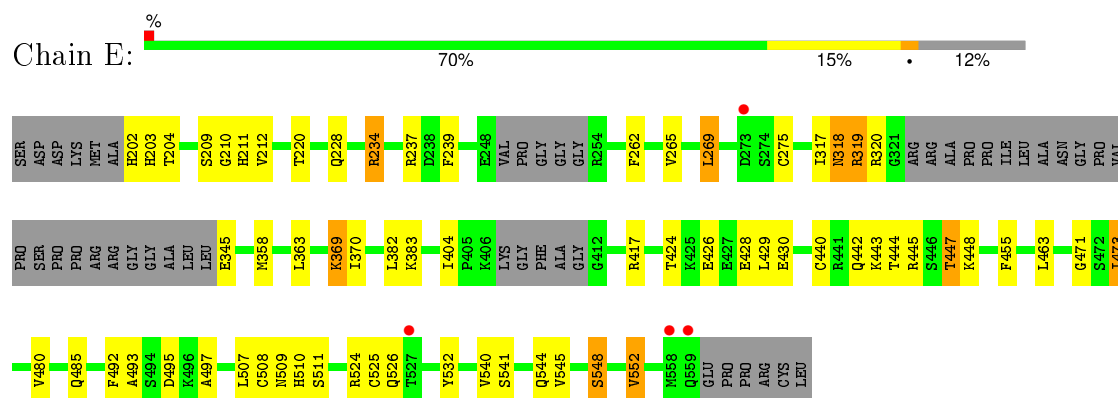 %
Chain E:
70% 15% • 12%
SER ASP ASP LYS MET ALA H202 H203 T204 S209 G210 H211 V212 T220 Q228 R234 R237 D238 F239 E248 VAL PRO GLY GLY GLY R254 F262 V265 L269 D273 S274 C275 I317 N318 R319 R320 G321 ARG ARG ALA PRO PRO ILE LEU ALA ASN GLY PRO VAL
PRO SER PRO PRO ARG ARG GLY GLY ALA LEU LEU E345 M358 L363 K369 I370 L382 K383 I404 P405 K406 LYS GLY PHE ALA GLY G412 R417 T424 K425 E426 E427 E428 L429 E430 C440 R441 Q442 K443 T444 R445 S446 T447 K448 F455 L463 G471 S472
V480 Q485 F492 A493 S494 D495 K496 A497 L507 C508 N509 H510 S511 R524 C525 Q526 T527 Y532 V540 S541 Q544 V545 S548 V552 M558 Q559 GLU PRO PRO ARG CYS LEU